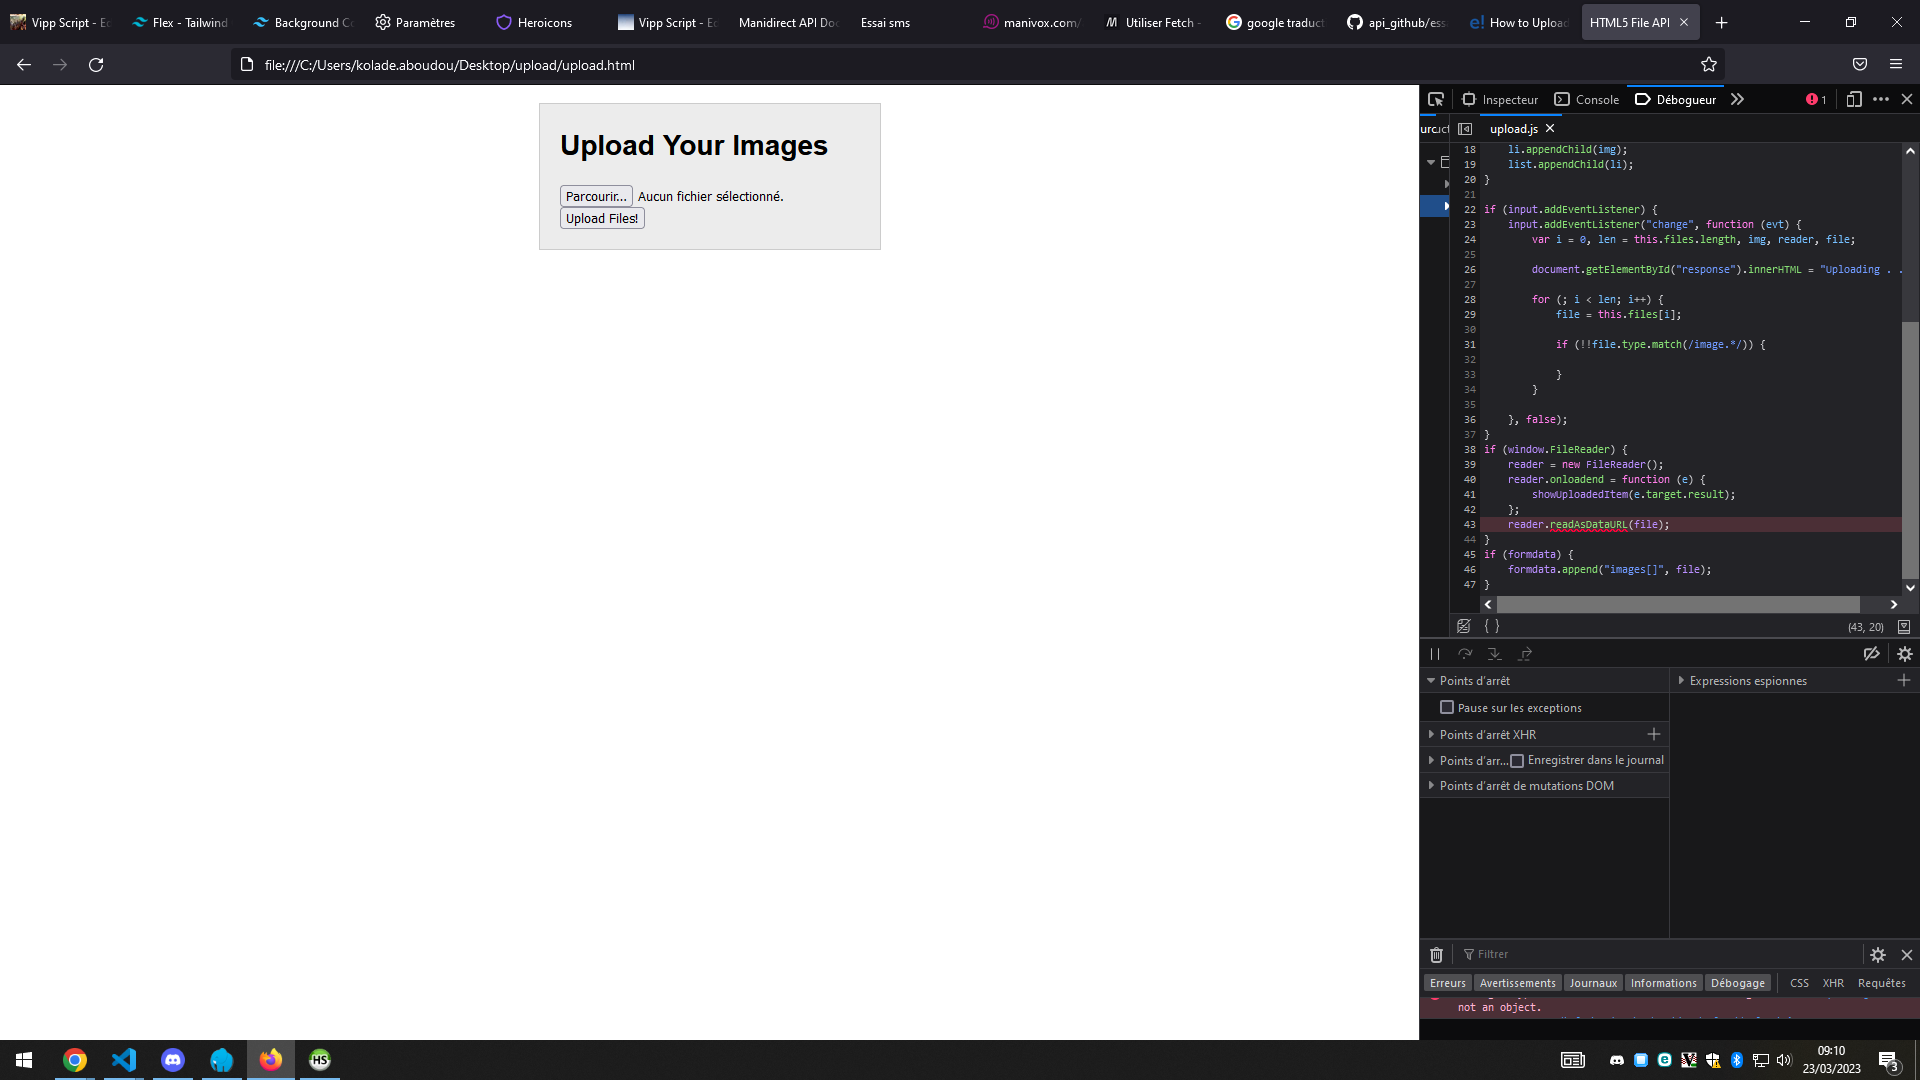 Vipp Script - Ec
Flex - Tailwind
Background Co
Paramètres
Heroicons
Vipp Script - Ec
Manidirect API Doc
Essai sms
manivox.com/
Utiliser Fetch -
google traduct
api_github/ess
How to Upload
HTML5 File API
file:///C:/Users/kolade.aboudou/Desktop/upload/upload.html
Upload Your Images
Parcourir... Aucun fichier sélectionné.
Upload Files!
Inspecteur
Console
Débogueur
1
upload.js
18 li.appendChild(img);
19 list.appendChild(li);
20 }
21
22 if (input.addEventListener) {
23 input.addEventListener("change", function (evt) {
24 var i = 0, len = this.files.length, img, reader, file;
25
26 document.getElementById("response").innerHTML = "Uploading . .
27
28 for (; i < len; i++) {
29 file = this.files[i];
30
31 if (!!file.type.match(/image.*/)) {
32
33 }
34 }
35
36 }, false);
37 }
38 if (window.FileReader) {
39 reader = new FileReader();
40 reader.onloadend = function (e) {
41 showUploadedItem(e.target.result);
42 };
43 reader.readAsDataURL(file);
44 }
45 if (formdata) {
46 formdata.append("images[]", file);
47 }
{ } (43, 20)
Points d'arrêt
Expressions espionnes
Pause sur les exceptions
Points d'arrêt XHR
Points d'arr... Enregistrer dans le journal
Points d'arrêt de mutations DOM
Filtrer
Erreurs Avertissements Journaux Informations Débogage CSS XHR Requêtes
not an object.
HS
09:10
23/03/2023
3